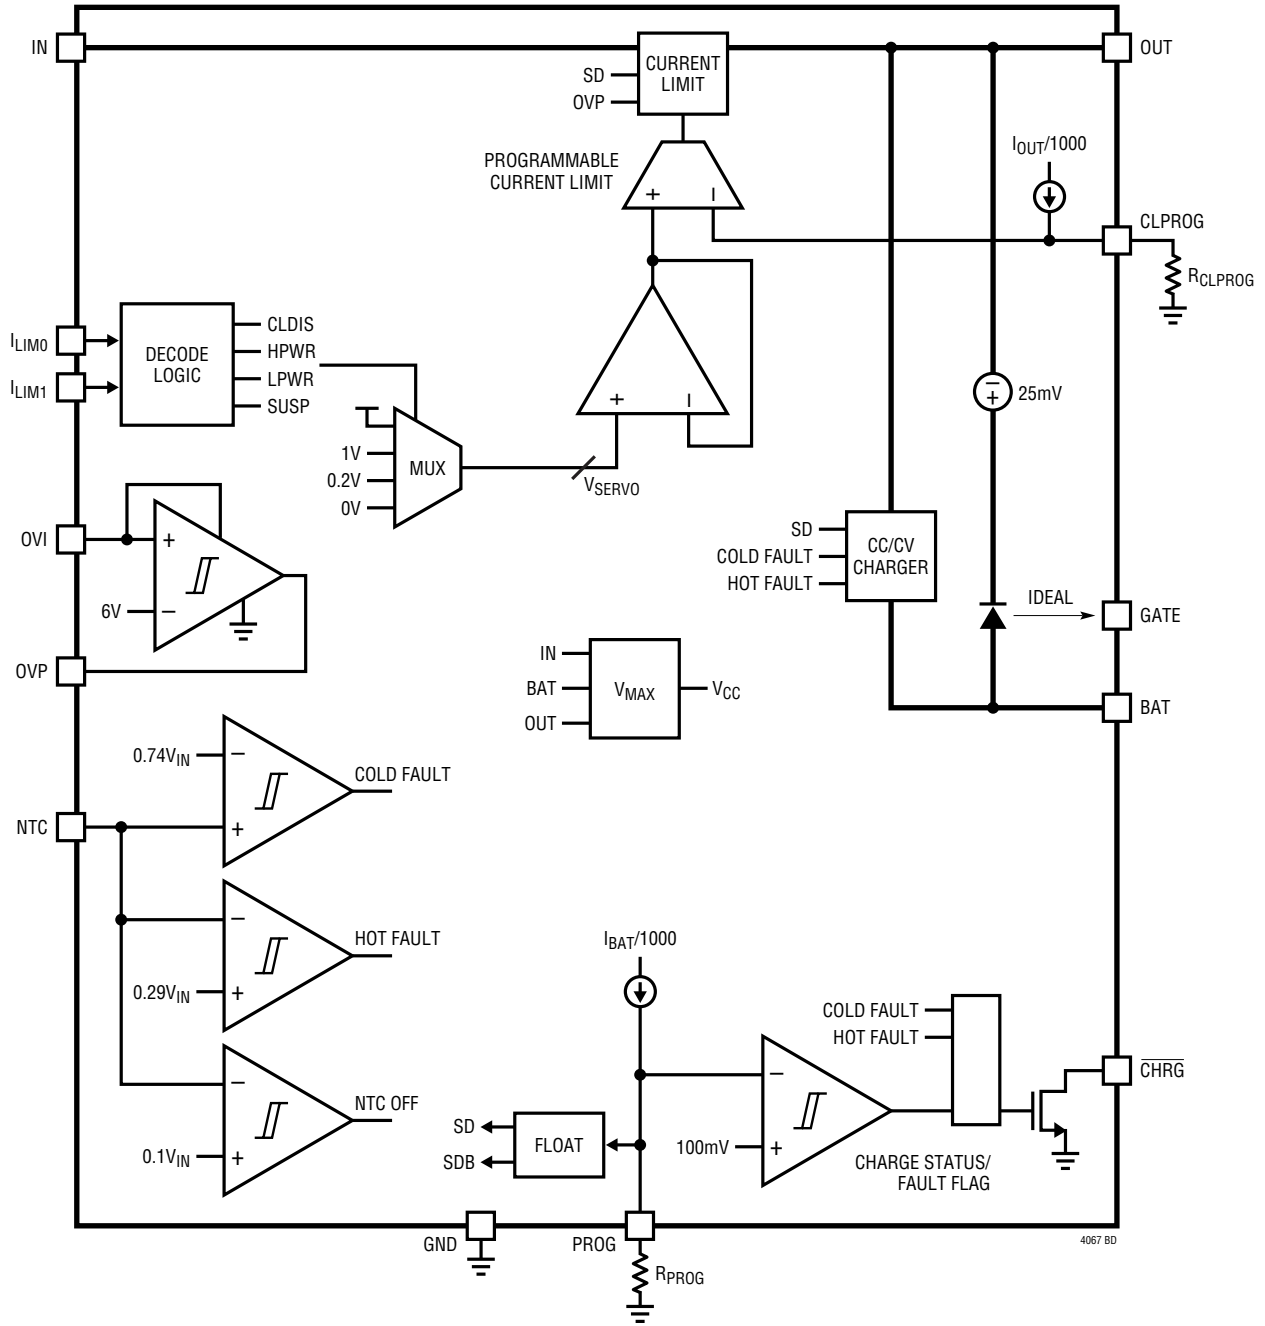 IN
CURRENT
LIMIT
SD
OVP
OUT
PROGRAMMABLE
CURRENT LIMIT
+ −
IOUT/1000
CLPROG
RCLPROG
ILIM0
ILIM1
DECODE
LOGIC
CLDIS
HPWR
LPWR
SUSP
MUX
1V
0.2V
0V
VSERVO
+ −
−
+
25mV
OVI
+
6V
−
OVP
SD
COLD FAULT
HOT FAULT
CC/CV
CHARGER
IDEAL
GATE
BAT
IN
BAT
OUT
VMAX
VCC
0.74VIN
−
+
COLD FAULT
NTC
−
+
HOT FAULT
0.29VIN
−
+
NTC OFF
0.1VIN
IBAT/1000
SD
SDB
FLOAT
−
100mV
+
COLD FAULT
HOT FAULT
CHARGE STATUS/
FAULT FLAG
CHRG
GND
PROG
RPROG
4067 BD